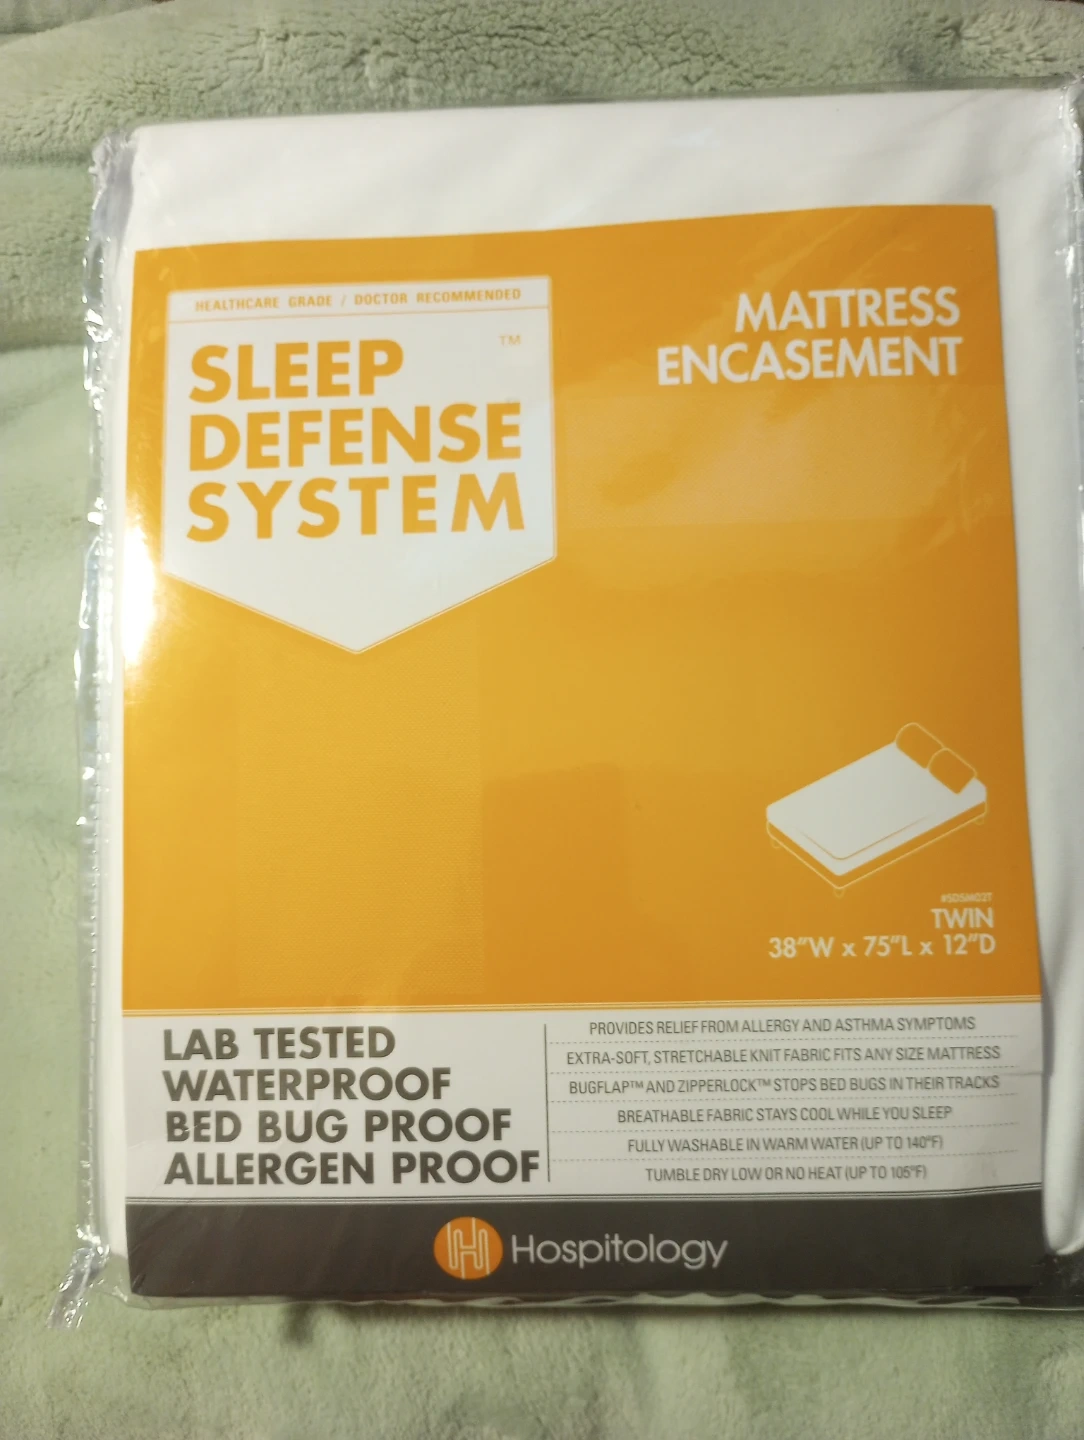 HEALTHCARE GRADE / DOCTOR RECOMMENDED
SLEEP
DEFENSE
SYSTEM
™
MATTRESS
ENCASEMENT
#SDSM02T
TWIN
38"W x 75"L x 12"D
LAB TESTED
WATERPROOF
BED BUG PROOF
ALLERGEN PROOF
PROVIDES RELIEF FROM ALLERGY AND ASTHMA SYMPTOMS
EXTRA-SOFT, STRETCHABLE KNIT FABRIC FITS ANY SIZE MATTRESS
BUGFLAP™ AND ZIPPERLOCK™ STOPS BED BUGS IN THEIR TRACKS
BREATHABLE FABRIC STAYS COOL WHILE YOU SLEEP
FULLY WASHABLE IN WARM WATER (UP TO 140°F)
TUMBLE DRY LOW OR NO HEAT (UP TO 105°F)
Hospitology